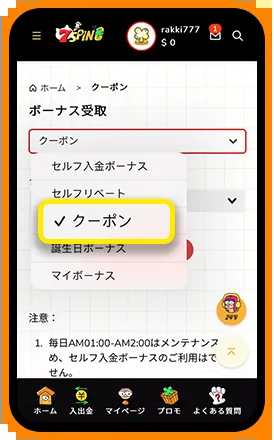 7SPING
rakki777
$ 0
1
ホーム > クーポン
ボーナス受取
クーポン
セルフ入金ボーナス
セルフリベート
✓ クーポン
誕生日ボーナス
マイボーナス
注意：
1. 毎日AM01:00-AM2:00はメンテナンス
め、セルフ入金ボーナスのご利用はで
せん。
24時
ホーム 入出金 マイページ プロモ よくある質問